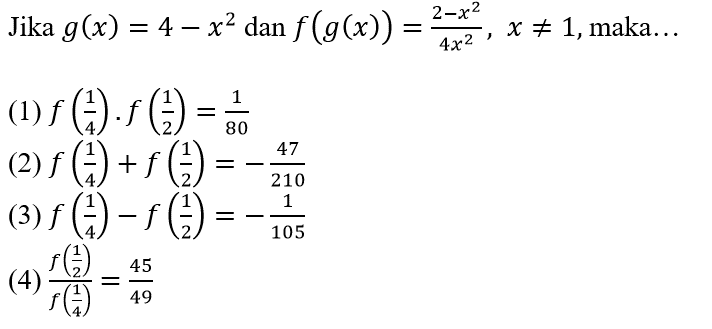 Jika g(x) = 4 − x² dan f(g(x)) = (2−x²)/(4x²), x ≠ 1, maka…
(1) f(1/4) . f(1/2) = 1/80
(2) f(1/4) + f(1/2) = − 47/210
(3) f(1/4) − f(1/2) = − 1/105
(4) f(1/2)/f(1/4) = 45/49